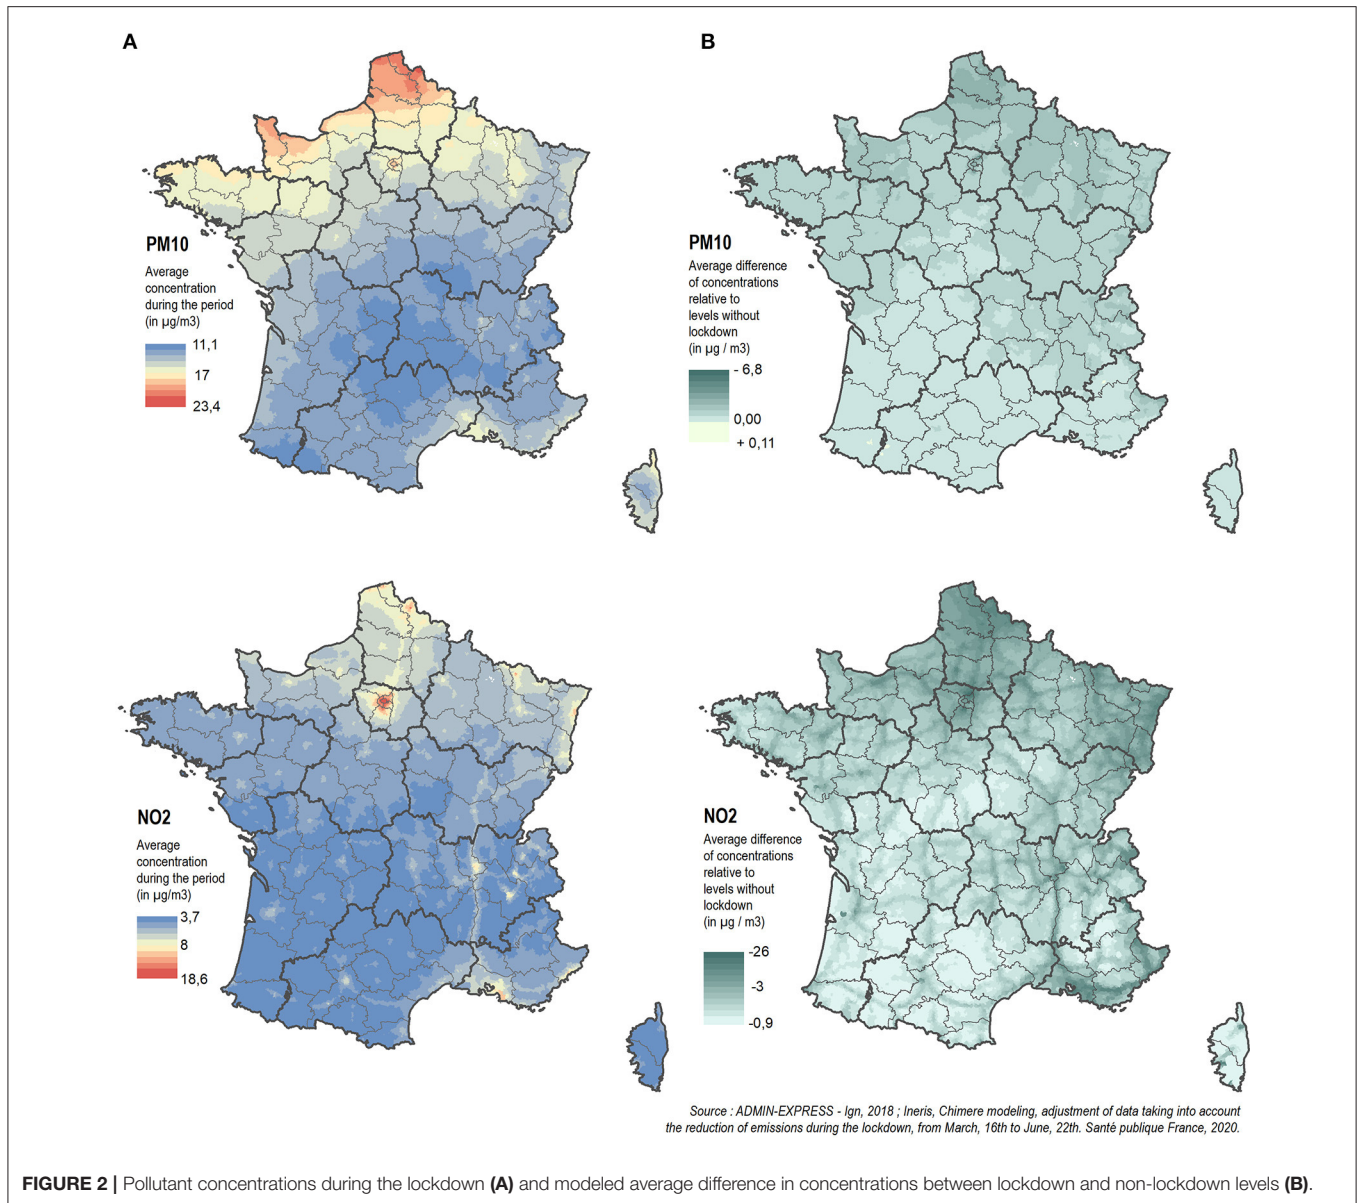 A
B
PM10
Average
concentration
during the period
(in µg/m3)
11,1
17
23,4
PM10
Average difference
of concentrations
relative to
levels without
lockdown
(in µg / m3)
- 6,8
0,00
+ 0,11
NO2
Average
concentration
during the period
(in µg/m3)
3,7
8
18,6
NO2
Average difference
of concentrations
relative to
levels without
lockdown
(in µg / m3)
-26
-3
-0,9
Source : ADMIN-EXPRESS - Ign, 2018 ; Ineris, Chimere modeling, adjustment of data taking into account
the reduction of emissions during the lockdown, from March, 16th to June, 22th. Santé publique France, 2020.
FIGURE 2 | Pollutant concentrations during the lockdown (A) and modeled average difference in concentrations between lockdown and non-lockdown levels (B).